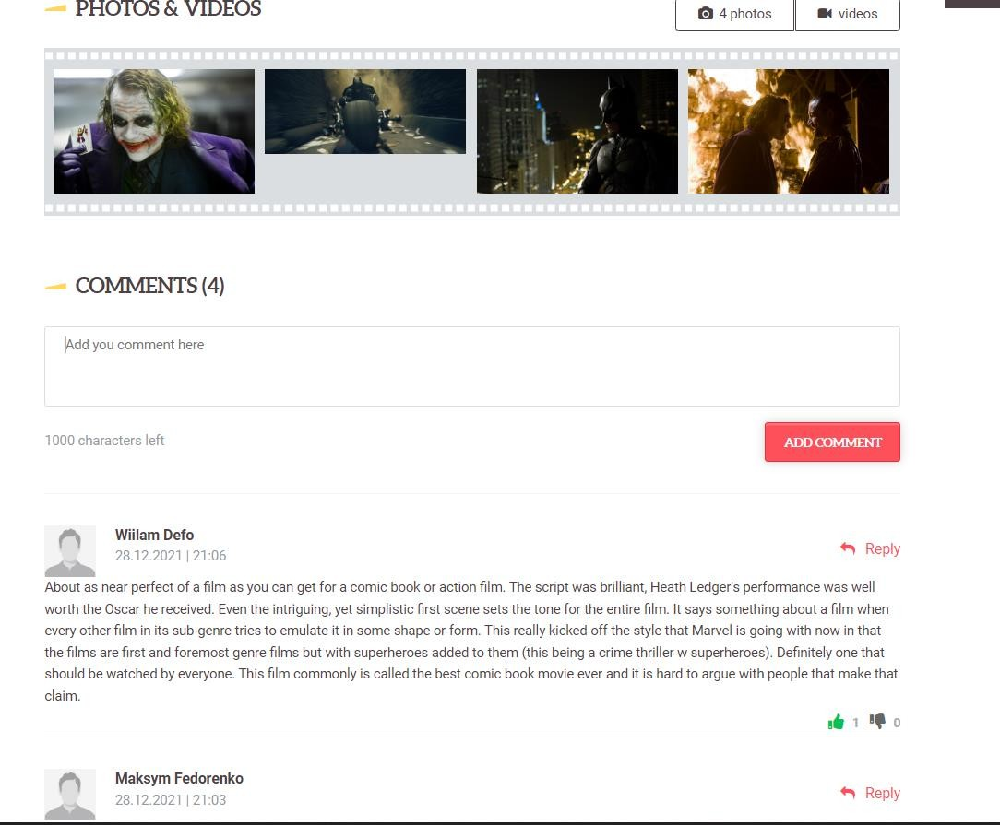 PHOTOS & VIDEOS
4 photos
videos
COMMENTS (4)
Add you comment here
1000 characters left
ADD COMMENT
Wiilam Defo
28.12.2021 | 21:06
Reply
About as near perfect of a film as you can get for a comic book or action film. The script was brilliant, Heath Ledger's performance was well
worth the Oscar he received. Even the intriguing, yet simplistic first scene sets the tone for the entire film. It says something about a film when
every other film in its sub-genre tries to emulate it in some shape or form. This really kicked off the style that Marvel is going with now in that
the films are first and foremost genre films but with superheroes added to them (this being a crime thriller w superheroes). Definitely one that
should be watched by everyone. This film commonly is called the best comic book movie ever and it is hard to argue with people that make that
claim.
1
0
Maksym Fedorenko
28.12.2021 | 21:03
Reply